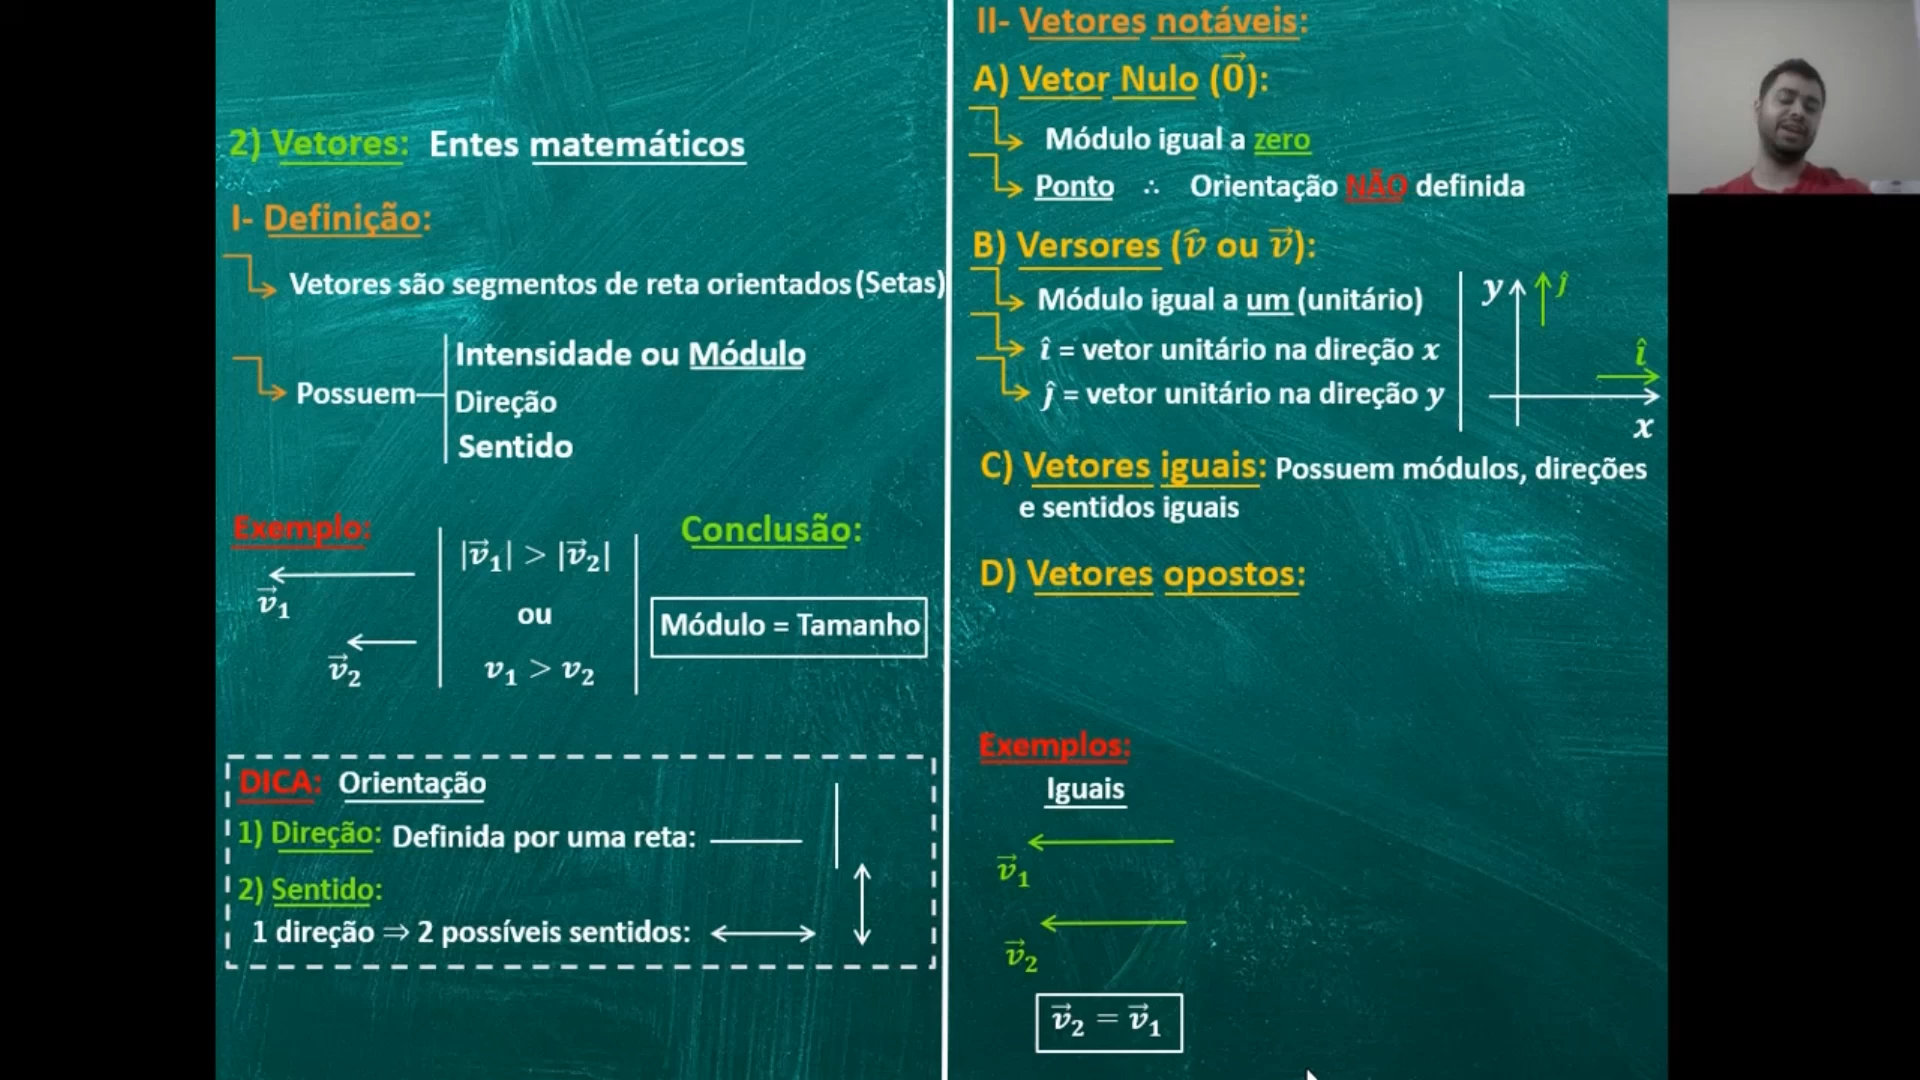 2) Vetores: Entes matemáticos
I- Definição:
Vetores são segmentos de reta orientados (Setas)
Possuem
Intensidade ou Módulo
Direção
Sentido
Exemplo:
v⃗₁
v⃗₂
|v⃗₁| > |v⃗₂|
ou
v₁ > v₂
Conclusão:
Módulo = Tamanho
DICA: Orientação
1) Direção: Definida por uma reta:
2) Sentido:
1 direção ⇒ 2 possíveis sentidos:
II- Vetores notáveis:
A) Vetor Nulo (0⃗):
Módulo igual a zero
Ponto ∴ Orientação NÃO definida
B) Versores (v̂ ou v⃗):
Módulo igual a um (unitário)
î = vetor unitário na direção x
ĵ = vetor unitário na direção y
y ĵ
î
x
C) Vetores iguais: Possuem módulos, direções
e sentidos iguais
D) Vetores opostos:
Exemplos:
Iguais
v⃗₁
v⃗₂
v⃗₂ = v⃗₁